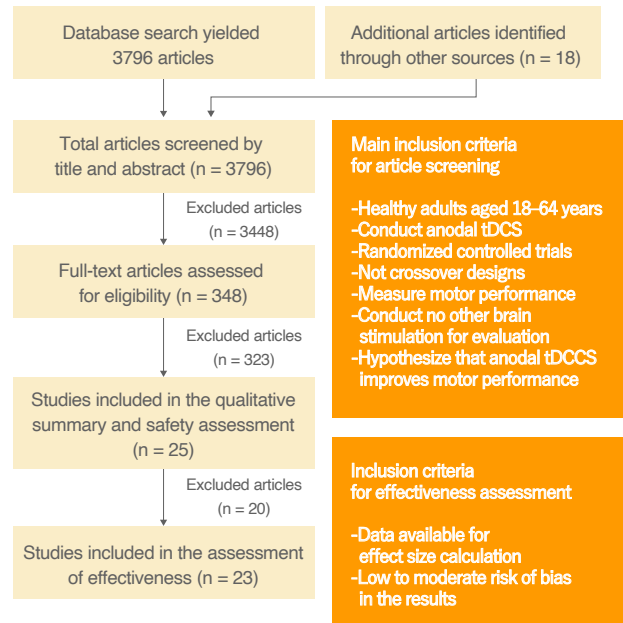 Database search yielded
3796 articles
Additional articles identified
through other sources (n = 18)
Total articles screened by
title and abstract (n = 3796)
Excluded articles
(n = 3448)
Full-text articles assessed
for eligibility (n = 348)
Excluded articles
(n = 323)
Studies included in the qualitative
summary and safety assessment
(n = 25)
Excluded articles
(n = 20)
Studies included in the assessment
of effectiveness (n = 23)
Main inclusion criteria
for article screening
-Healthy adults aged 18–64 years
-Conduct anodal tDCS
-Randomized controlled trials
-Not crossover designs
-Measure motor performance
-Conduct no other brain
stimulation for evaluation
-Hypothesize that anodal tDCCS
improves motor performance
Inclusion criteria
for effectiveness assessment
-Data available for
effect size calculation
-Low to moderate risk of bias
in the results